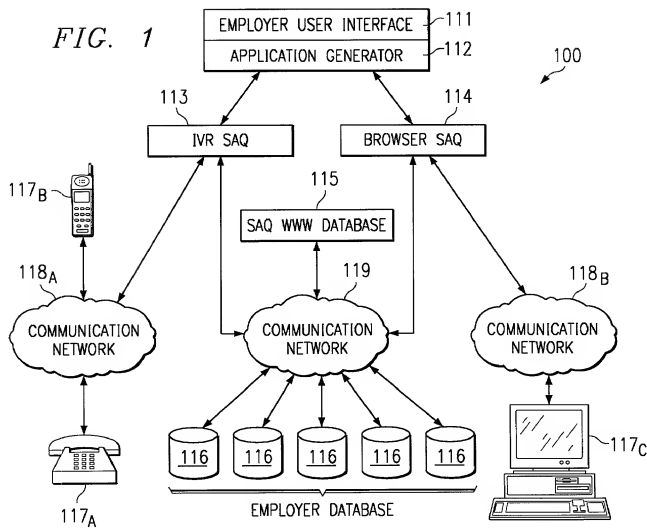 FIG. 1
EMPLOYER USER INTERFACE
111
APPLICATION GENERATOR
112
100
113
IVR SAQ
114
BROWSER SAQ
117B
115
SAQ WWW DATABASE
118A
COMMUNICATION
NETWORK
119
COMMUNICATION
NETWORK
118B
COMMUNICATION
NETWORK
116
116
116
116
116
117A
EMPLOYER DATABASE
117C